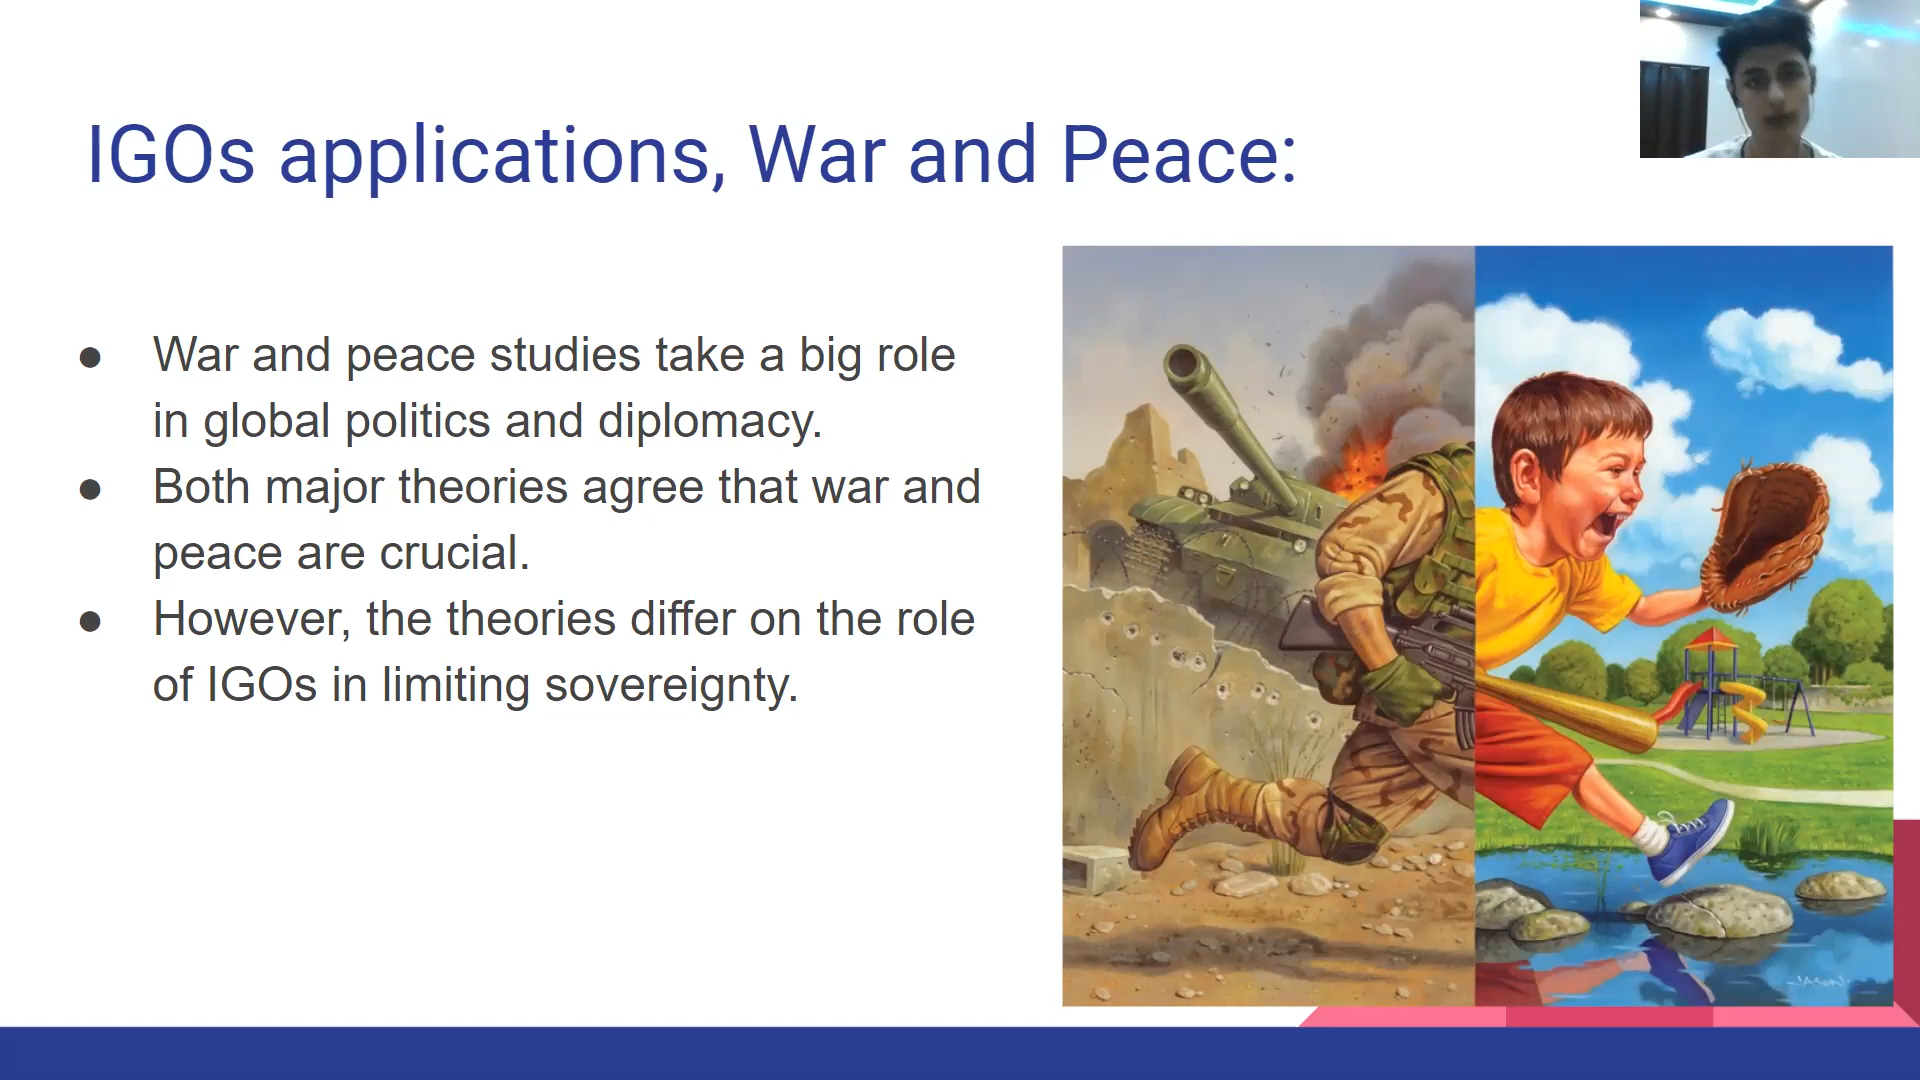 IGOs applications, War and Peace:
● War and peace studies take a big role
in global politics and diplomacy.
● Both major theories agree that war and
peace are crucial.
● However, the theories differ on the role
of IGOs in limiting sovereignty.
JASON